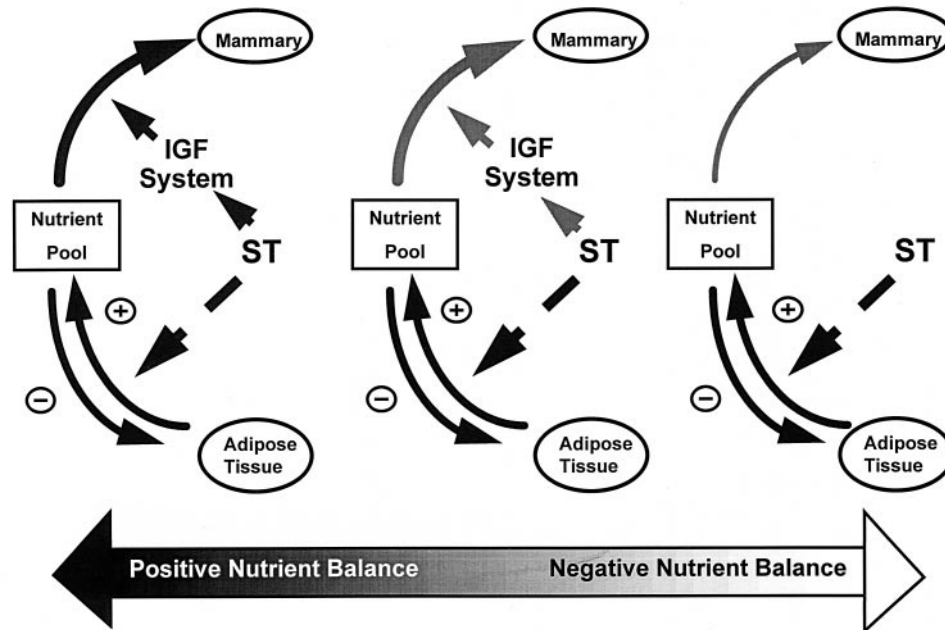 Mammary
IGF
System
Nutrient
Pool
ST
+
−
Adipose
Tissue
Mammary
IGF
System
Nutrient
Pool
ST
+
−
Adipose
Tissue
Mammary
Nutrient
Pool
ST
+
−
Adipose
Tissue
Positive Nutrient Balance
Negative Nutrient Balance